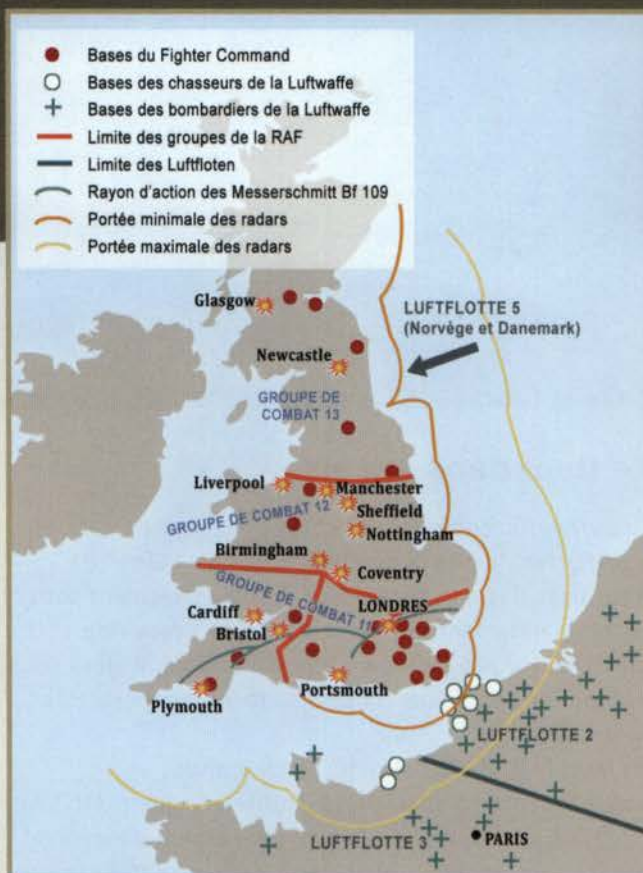 Bases du Fighter Command
Bases des chasseurs de la Luftwaffe
Bases des bombardiers de la Luftwaffe
Limite des groupes de la RAF
Limite des Luftfloten
Rayon d'action des Messerschmitt Bf 109
Portée minimale des radars
Portée maximale des radars
Glasgow
LUFTFLOTTE 5
(Norvège et Danemark)
Newcastle
GROUPE DE
COMBAT 13
Liverpool
Manchester
Sheffield
GROUPE DE COMBAT 12
Nottingham
Birmingham
Coventry
GROUPE DE COMBAT 11
LONDRES
Cardiff
Bristol
Plymouth
Portsmouth
LUFTFLOTTE 2
LUFTFLOTTE 3
PARIS